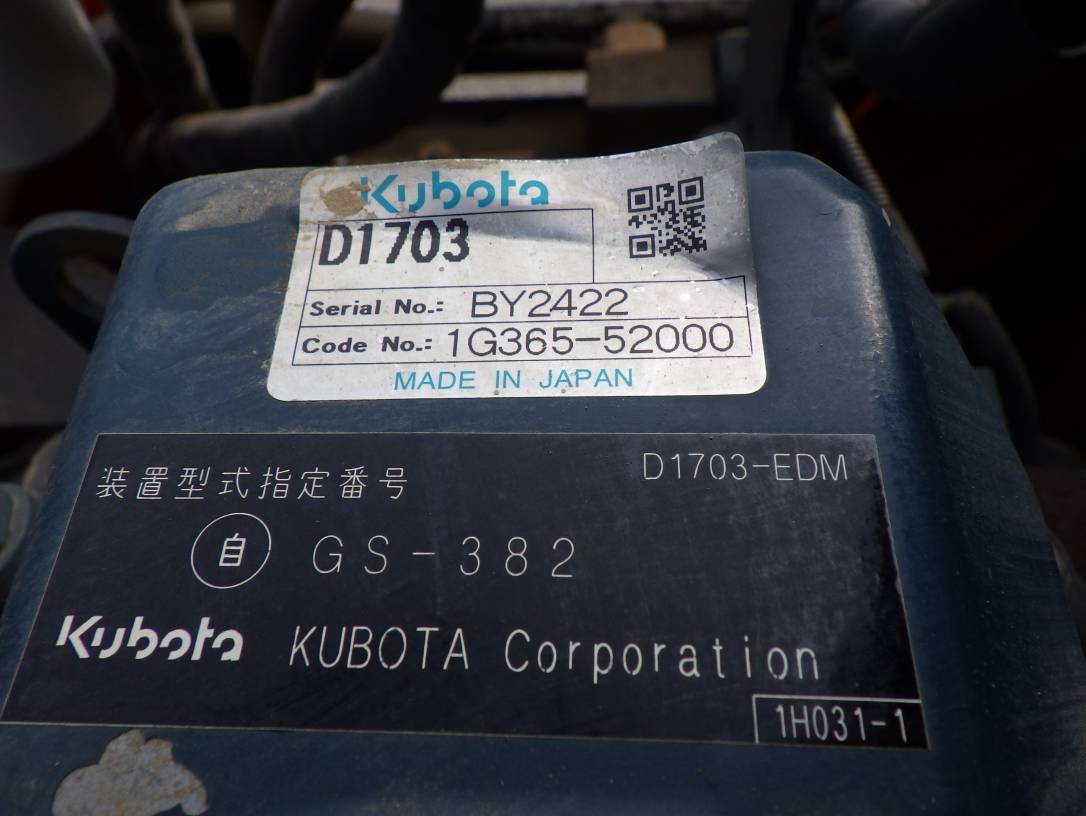 Kubota
D1703
Serial No.: BY2422
Code No.: 1G365-52000
MADE IN JAPAN
装置型式指定番号 D1703-EDM
自 GS-382
Kubota KUBOTA Corporation
1H031-1